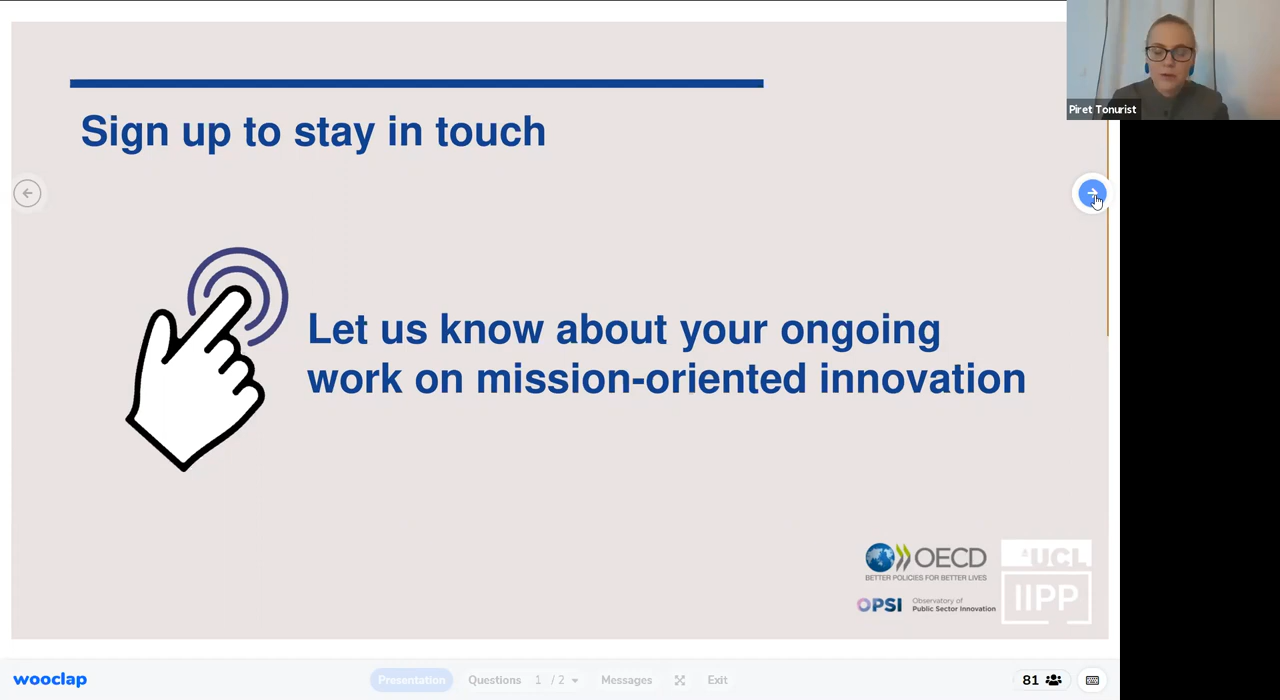 Piret Tonurist
Sign up to stay in touch
Let us know about your ongoing
work on mission-oriented innovation
OECD
BETTER POLICIES FOR BETTER LIVES
OPSI
Observatory of
Public Sector Innovation
UCL
IIPP
wooclap
Presentation
Questions 1 / 2
Messages
Exit
81